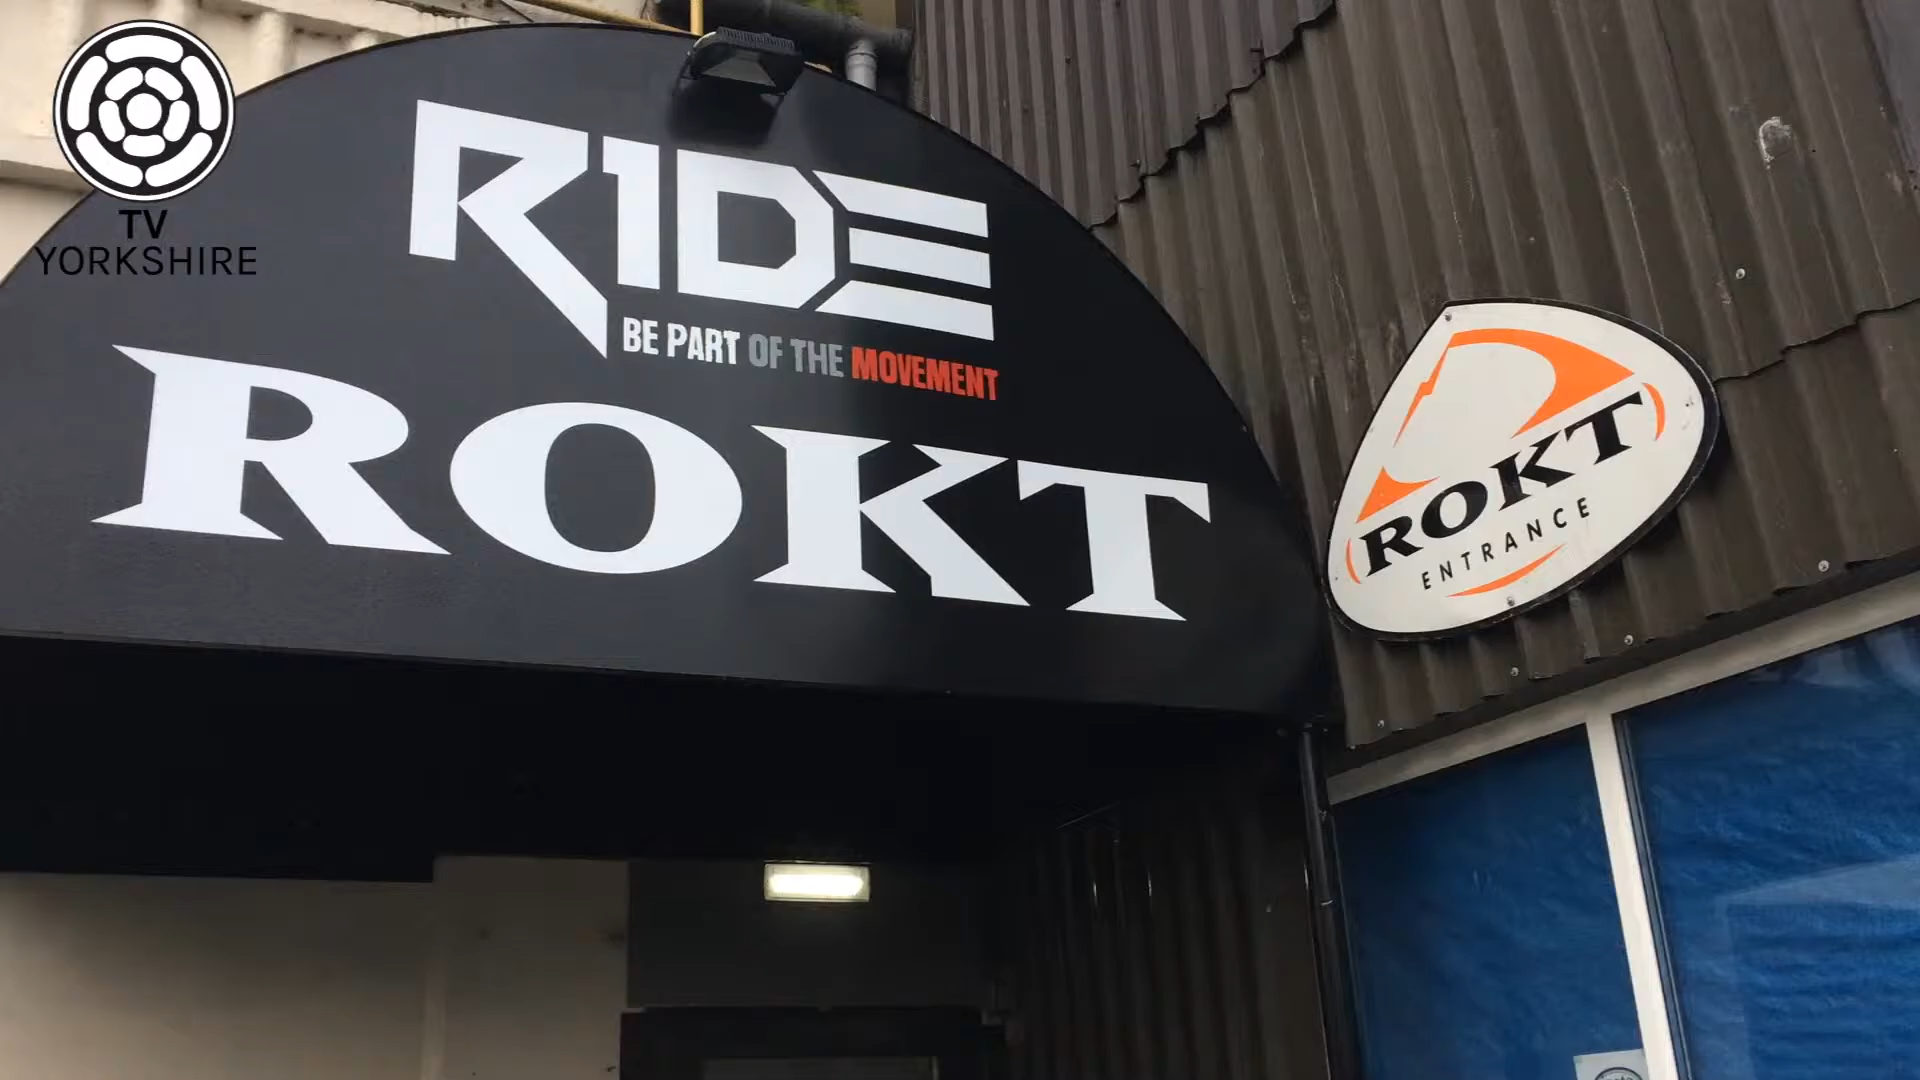 TV
YORKSHIRE
R1DE
BE PART OF THE MOVEMENT
ROKT
ROKT
ENTRANCE